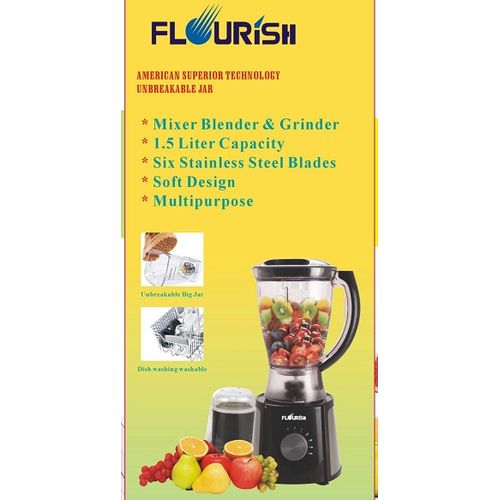 FLOURiSH
AMERICAN SUPERIOR TECHNOLOGY
UNBREAKABLE JAR
* Mixer Blender & Grinder
* 1.5 Liter Capacity
* Six Stainless Steel Blades
* Soft Design
* Multipurpose
Unbreakable Big Jar
Dish washing washable
FLOURiSH